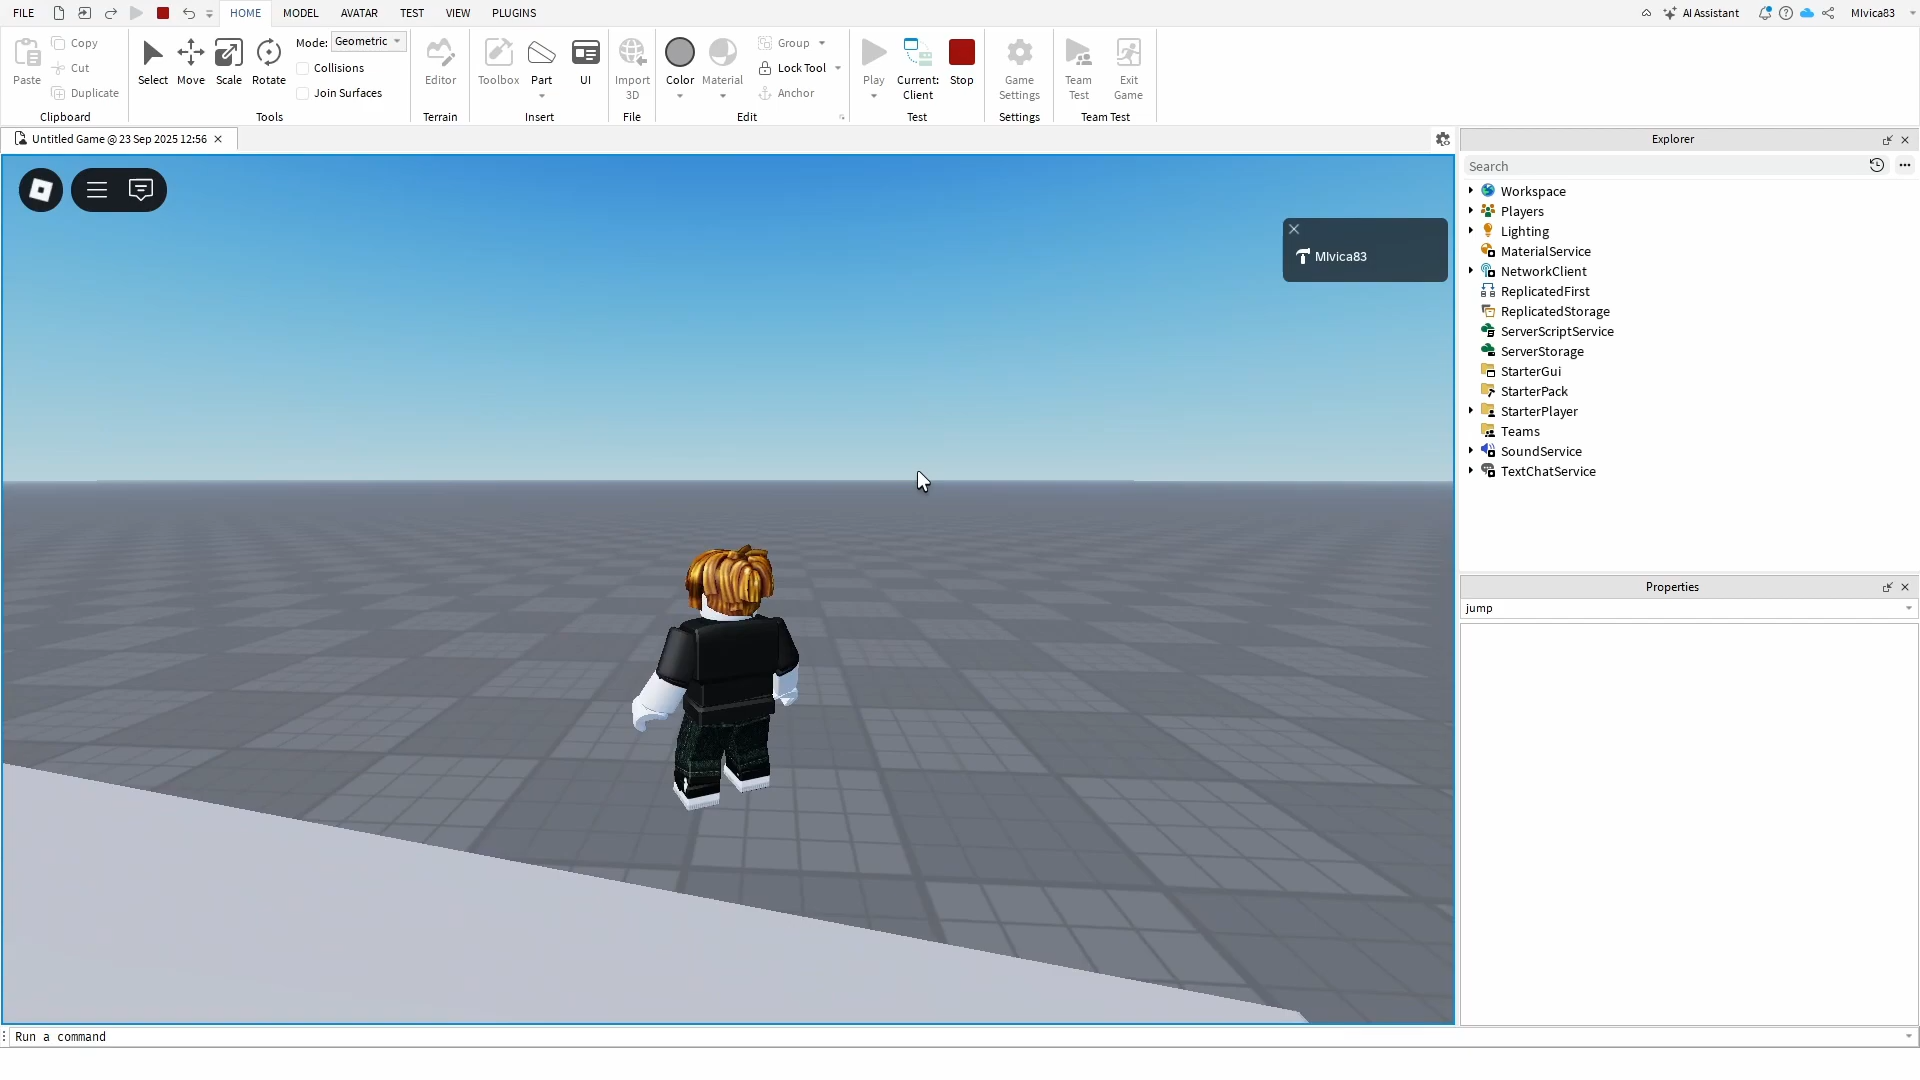 FILE HOME MODEL AVATAR TEST VIEW PLUGINS AI Assistant MIvica83
Paste Copy Cut Duplicate
Clipboard
Select Move Scale Rotate Mode: Geometric
Collisions
Join Surfaces
Tools
Editor
Terrain
Toolbox Part UI
Insert
Import 3D
File
Color Material Group
Lock Tool
Anchor
Edit
Play Current: Client Stop
Test
Game Settings
Settings
Team Test Exit Game
Team Test
Untitled Game @ 23 Sep 2025 12:56
MIvica83
Explorer
Search
Workspace
Players
Lighting
MaterialService
NetworkClient
ReplicatedFirst
ReplicatedStorage
ServerScriptService
ServerStorage
StarterGui
StarterPack
StarterPlayer
Teams
SoundService
TextChatService
Properties
jump
Run a command